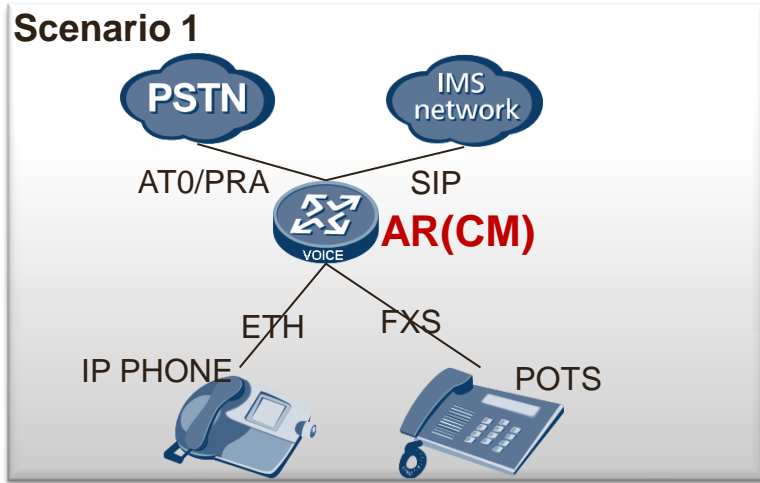 Scenario 1
PSTN
IMS
network
AT0/PRA
SIP
VOICE
AR(CM)
ETH
FXS
IP PHONE
POTS